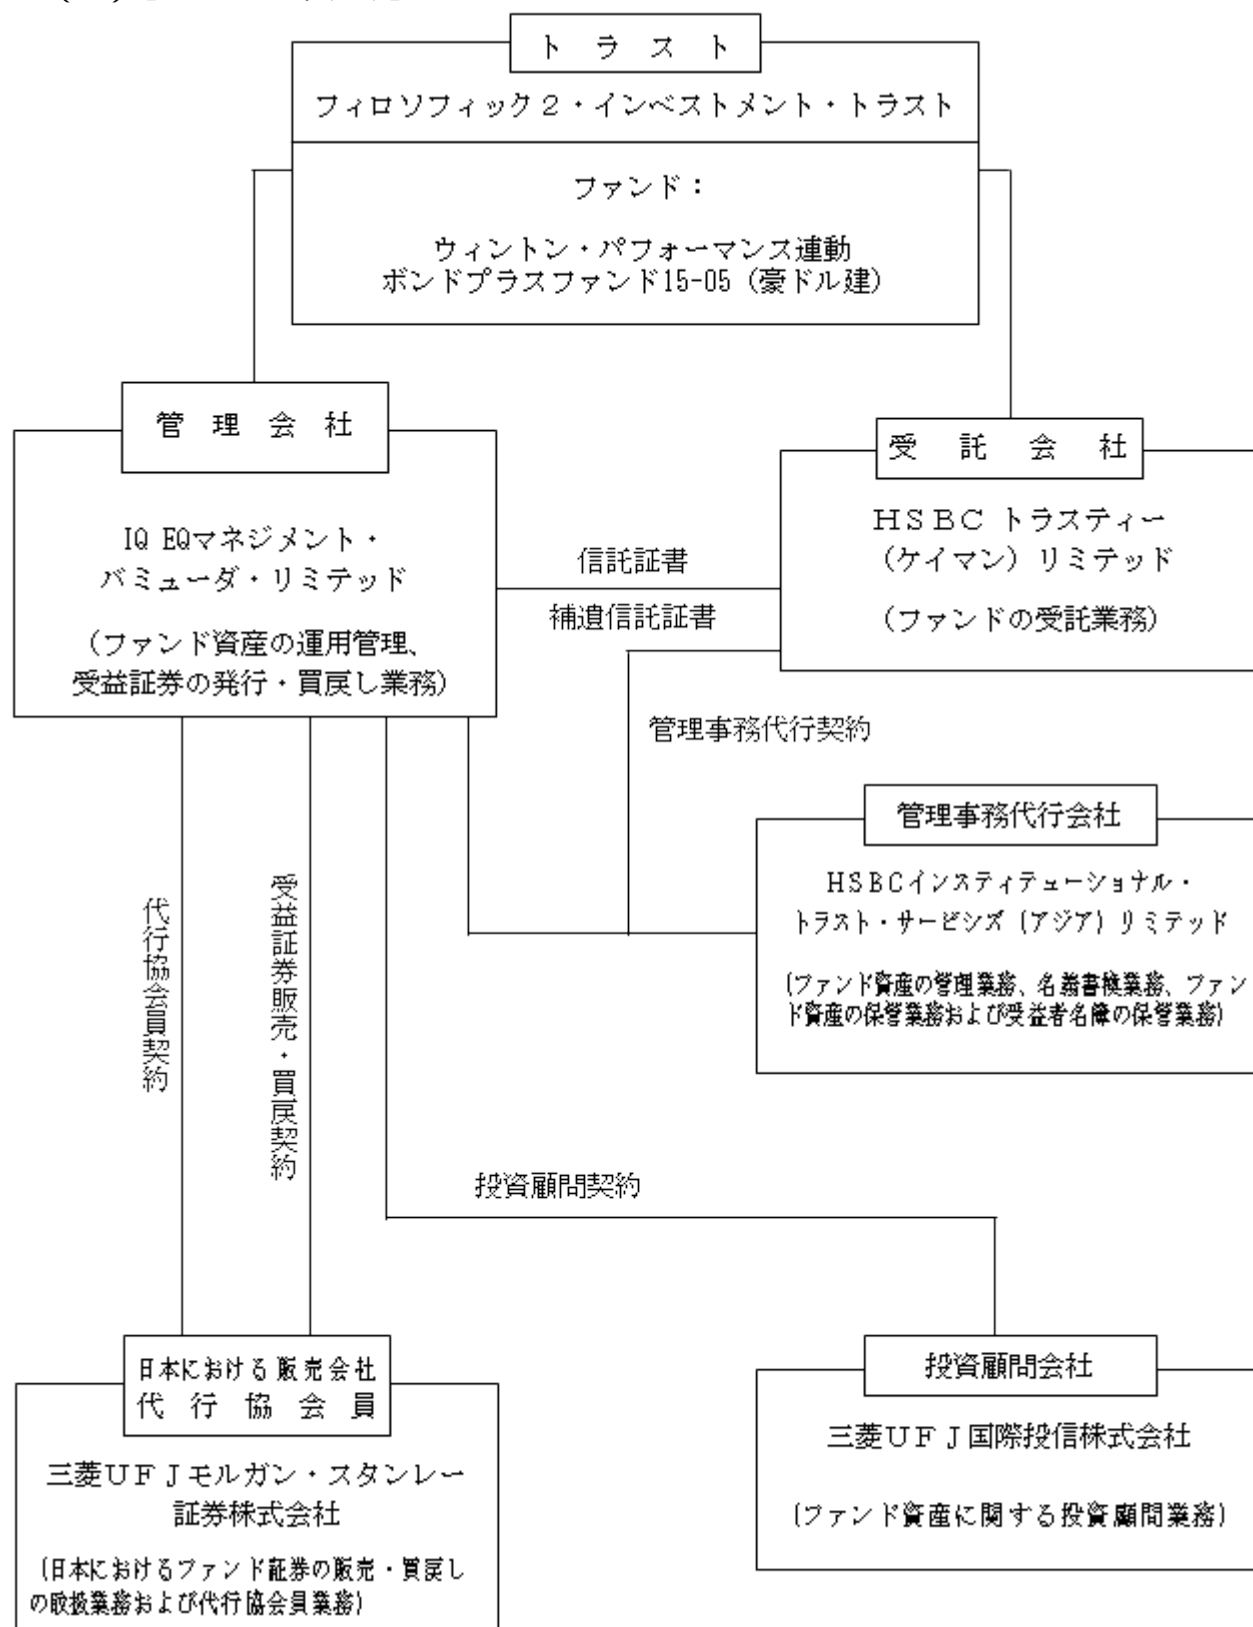 ト ラ ス ト
フィロソフィック２・インベストメント・トラスト
ファンド：
ウィントン・パフォーマンス連動
ボンドプラスファンド15-05（豪ドル建）
管 理 会 社
IQ EQマネジメント・
バミューダ・リミテッド
（ファンド資産の運用管理、
受益証券の発行・買戻し業務）
受 託 会 社
ＨＳＢＣ トラスティー
（ケイマン）リミテッド
（ファンドの受託業務）
信託証書
補遺信託証書
管理事務代行契約
管理事務代行会社
ＨＳＢＣインスティテューショナル・
トラスト・サービシズ（アジア）リミテッド
（ファンド資産の管理業務、名義書換業務、ファン
ド資産の保管業務および受益者名簿の保管業務）
代行協会員契約
受益証券販売・買戻契約
投資顧問契約
日本における販売会社
代 行 協 会 員
三菱ＵＦＪモルガン・スタンレー
証券株式会社
（日本におけるファンド証券の販売・買戻し
の取扱業務および代行協会員業務）
投資顧問会社
三菱ＵＦＪ国際投信株式会社
（ファンド資産に関する投資顧問業務）